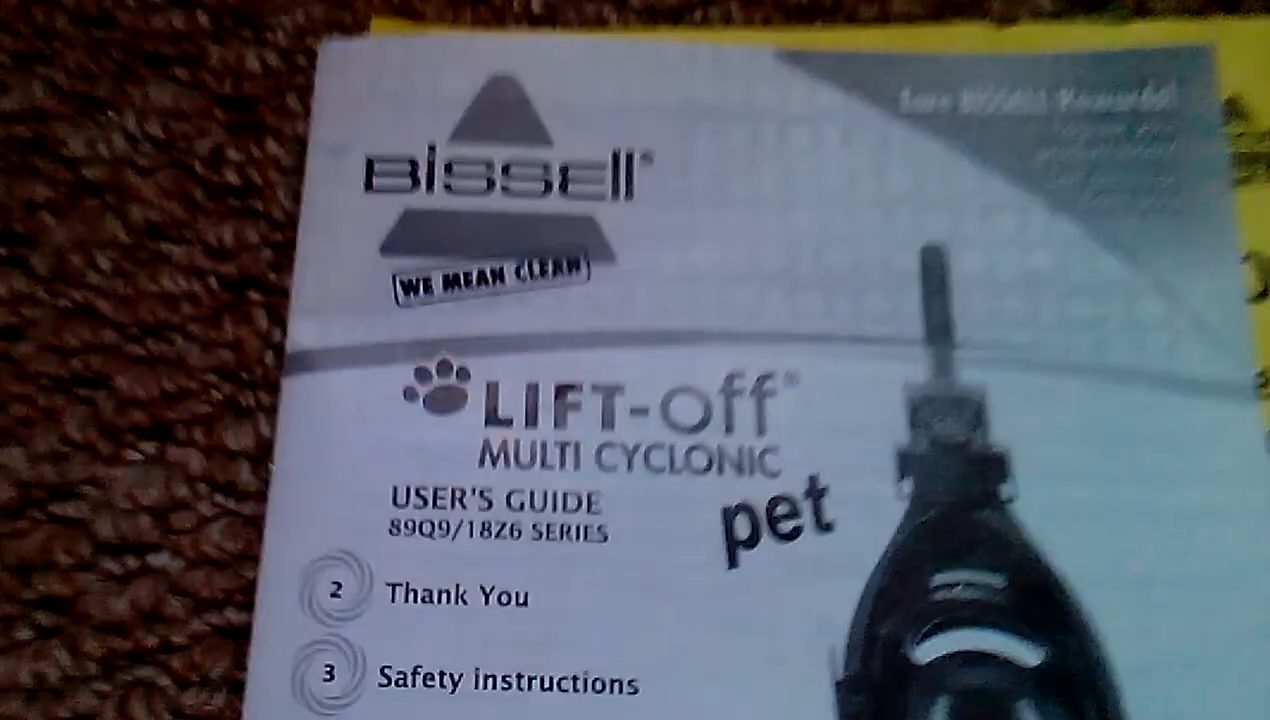 Bissell®
WE MEAN CLEAN
LIFT-Off®
MULTI CYCLONIC
pet
USER'S GUIDE
89Q9/18Z6 SERIES
2 Thank You
3 Safety instructions